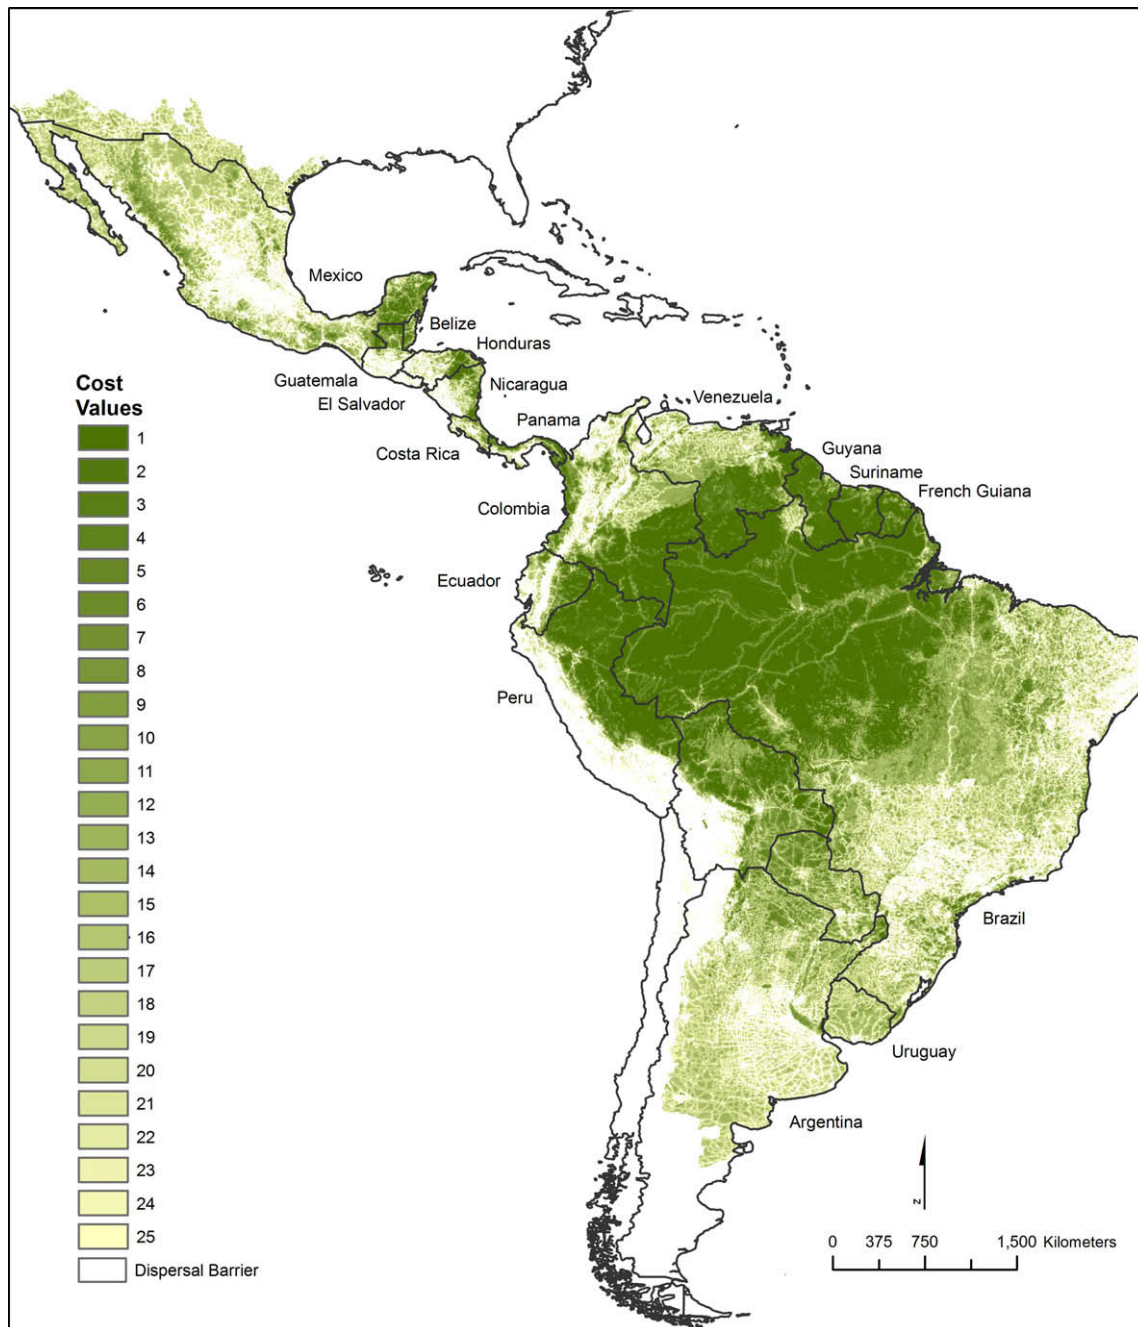 Mexico
Belize
Honduras
Guatemala
Nicaragua
El Salvador
Panama
Venezuela
Costa Rica
Guyana
Suriname
French Guiana
Colombia
Ecuador
Peru
Brazil
Uruguay
Argentina
Cost
Values
1
2
3
4
5
6
7
8
9
10
11
12
13
14
15
16
17
18
19
20
21
22
23
24
25
Dispersal Barrier
N
0 375 750 1,500 Kilometers